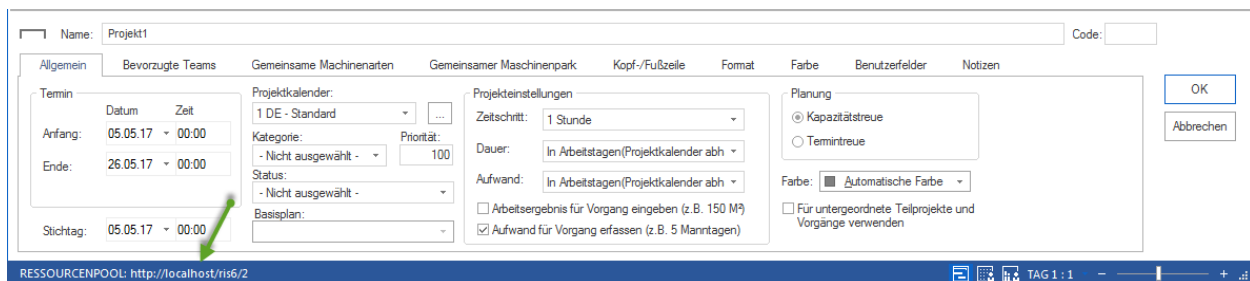 Name: Projekt1 Code:
Allgemein Bevorzugte Teams Gemeinsame Machinenarten Gemeinsamer Maschinenpark Kopf-/Fußzeile Format Farbe Benutzerfelder Notizen
Termin
Datum Zeit
Anfang: 05.05.17 00:00
Ende: 26.05.17 00:00
Stichtag: 05.05.17 00:00
Projektkalender:
1 DE - Standard ...
Kategorie: Priorität:
- Nicht ausgewählt - 100
Status:
- Nicht ausgewählt -
Basisplan:
Projekteinstellungen
Zeitschritt: 1 Stunde
Dauer: In Arbeitstagen(Projektkalender abh
Aufwand: In Arbeitstagen(Projektkalender abh
Arbeitsergebnis für Vorgang eingeben (z.B. 150 M²)
Aufwand für Vorgang erfassen (z.B. 5 Manntagen)
Planung
Kapazitätstreue
Termintreue
Farbe: Automatische Farbe
Für untergeordnete Teilprojekte und
Vorgänge verwenden
OK
Abbrechen
RESSOURCENPOOL: http://localhost/ris6/2 TAG 1 : 1 − +